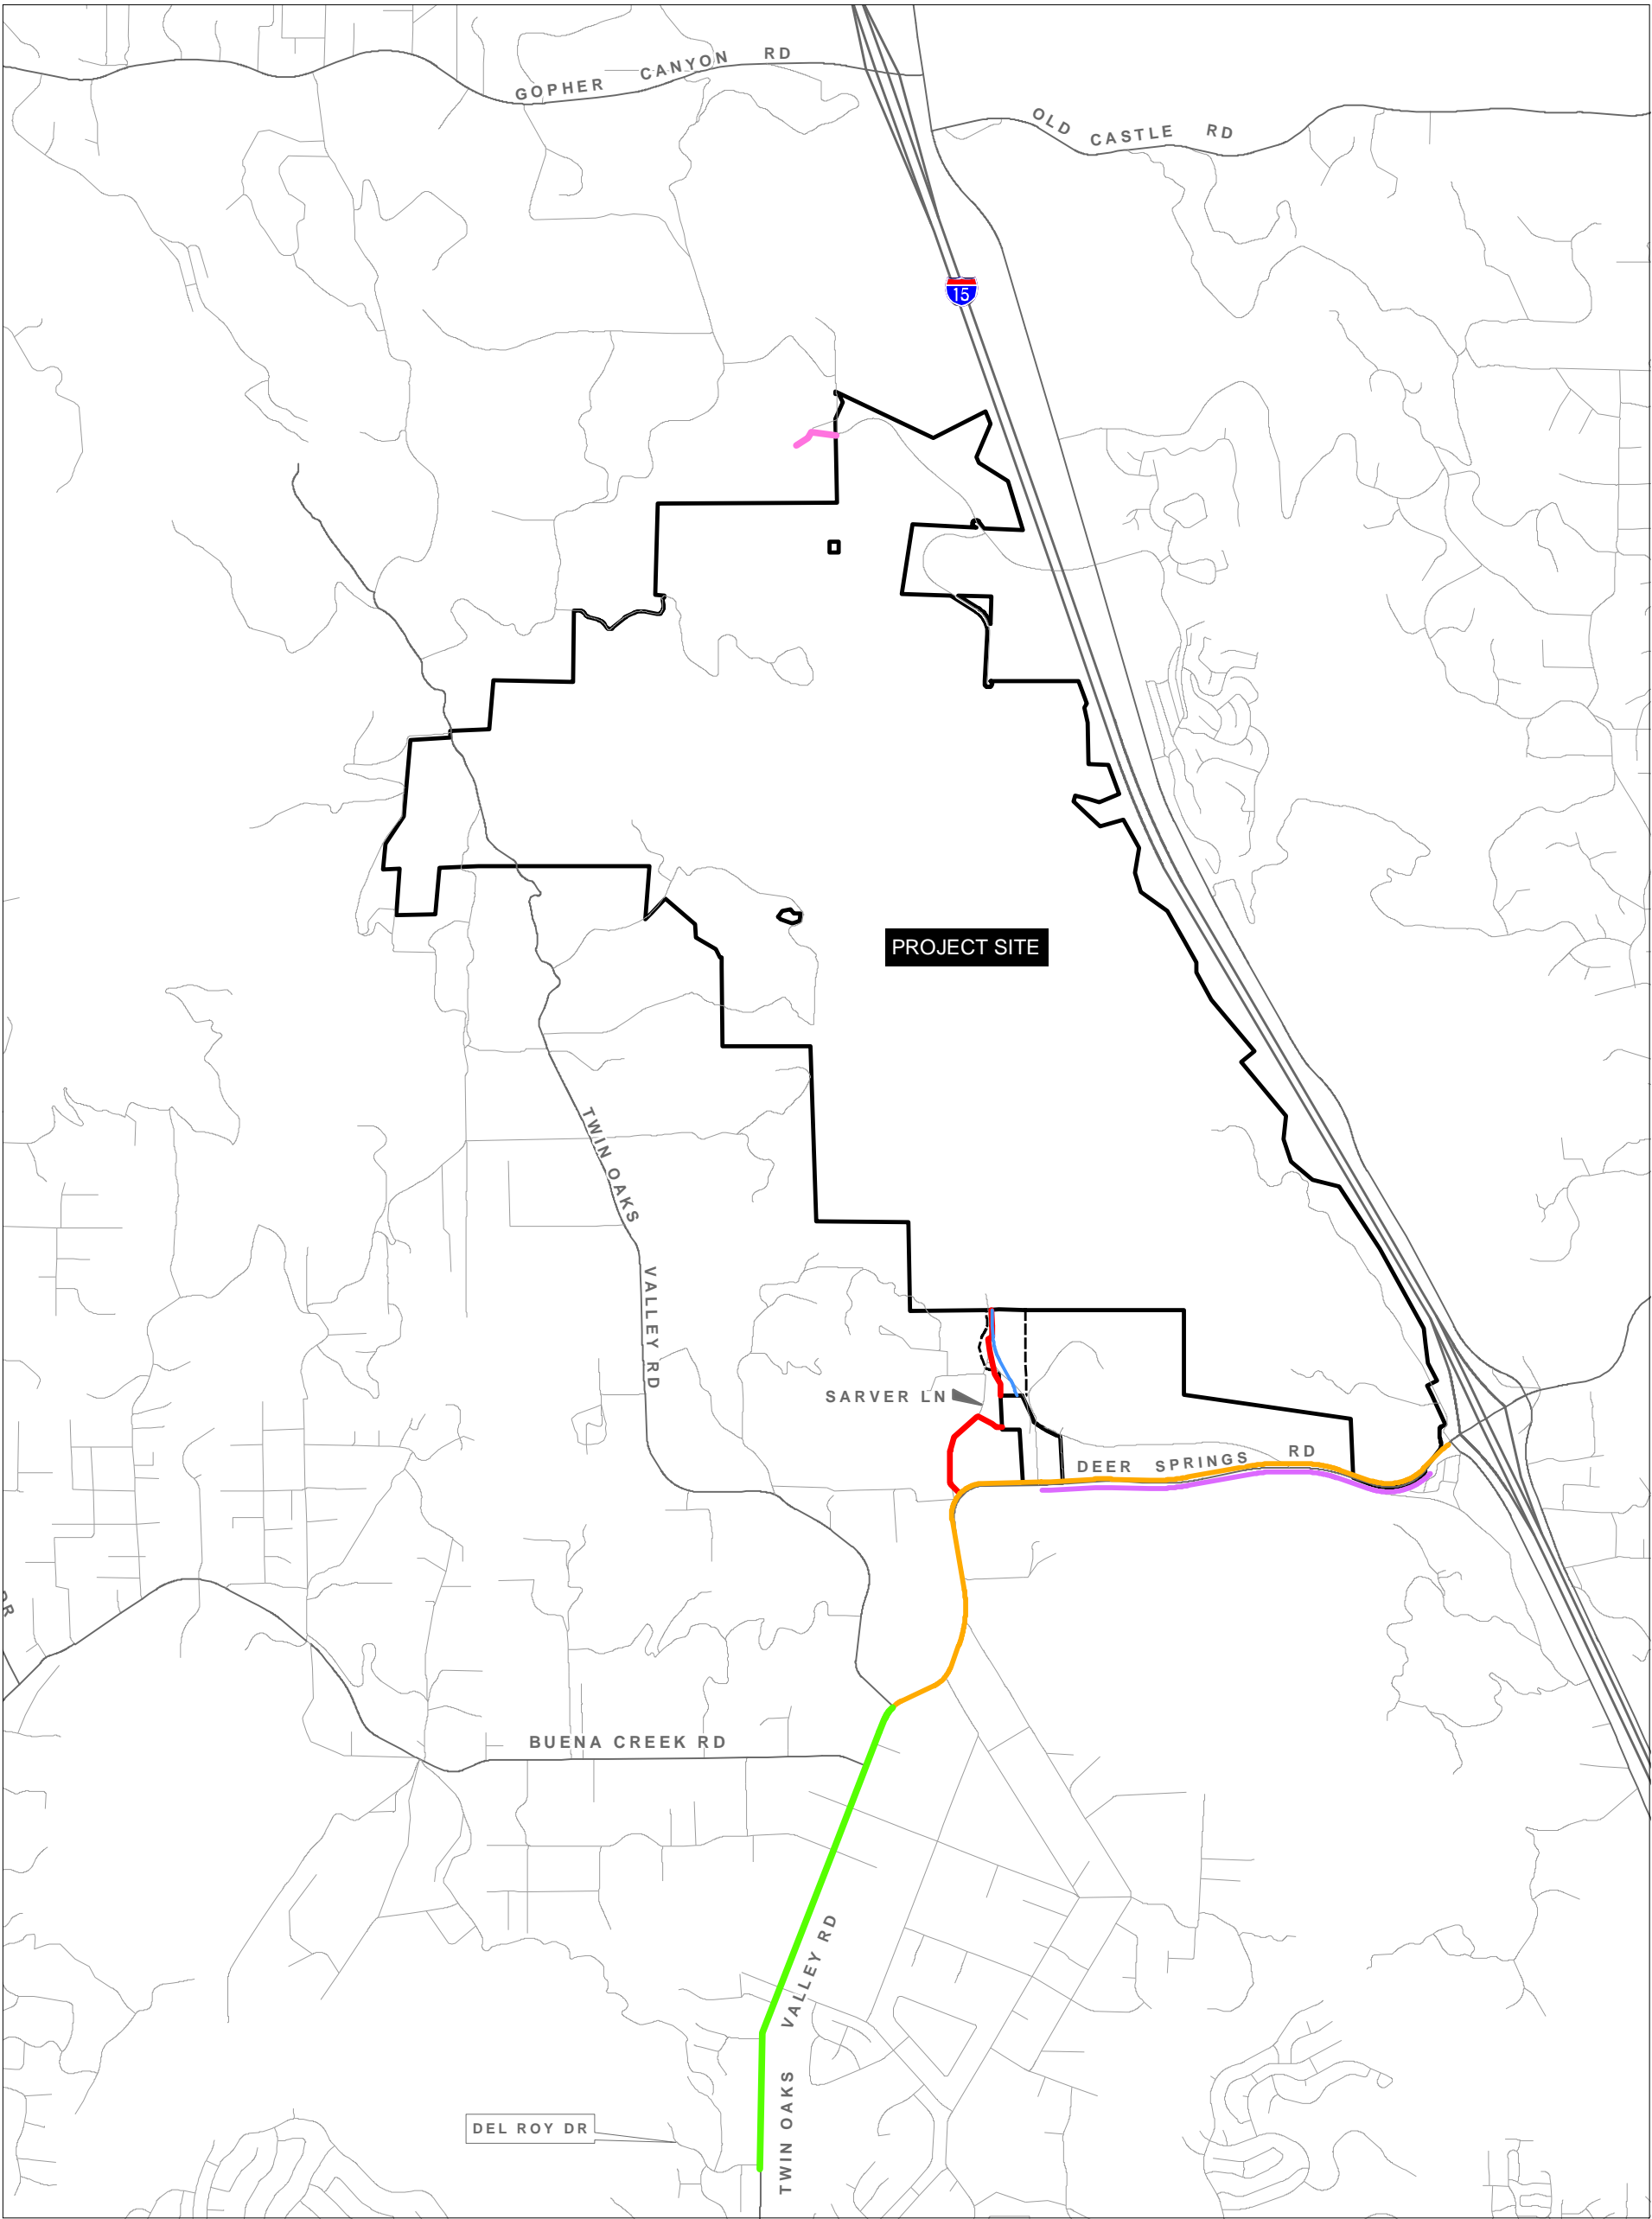 GOPHER CANYON RD
OLD CASTLE RD
15
PROJECT SITE
TWIN OAKS VALLEY RD
SARVER LN
DEER SPRINGS RD
DR
BUENA CREEK RD
TWIN OAKS VALLEY RD
DEL ROY DR